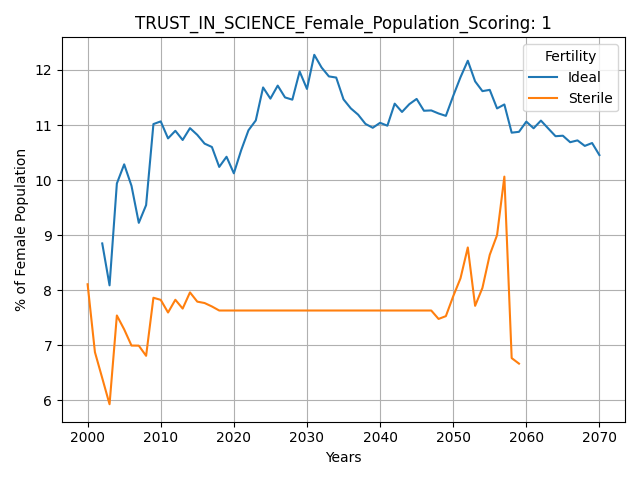 TRUST_IN_SCIENCE_Female_Population_Scoring: 1
Fertility
Ideal
Sterile
% of Female Population
12
11
10
9
8
7
6
2000 2010 2020 2030 2040 2050 2060 2070
Years